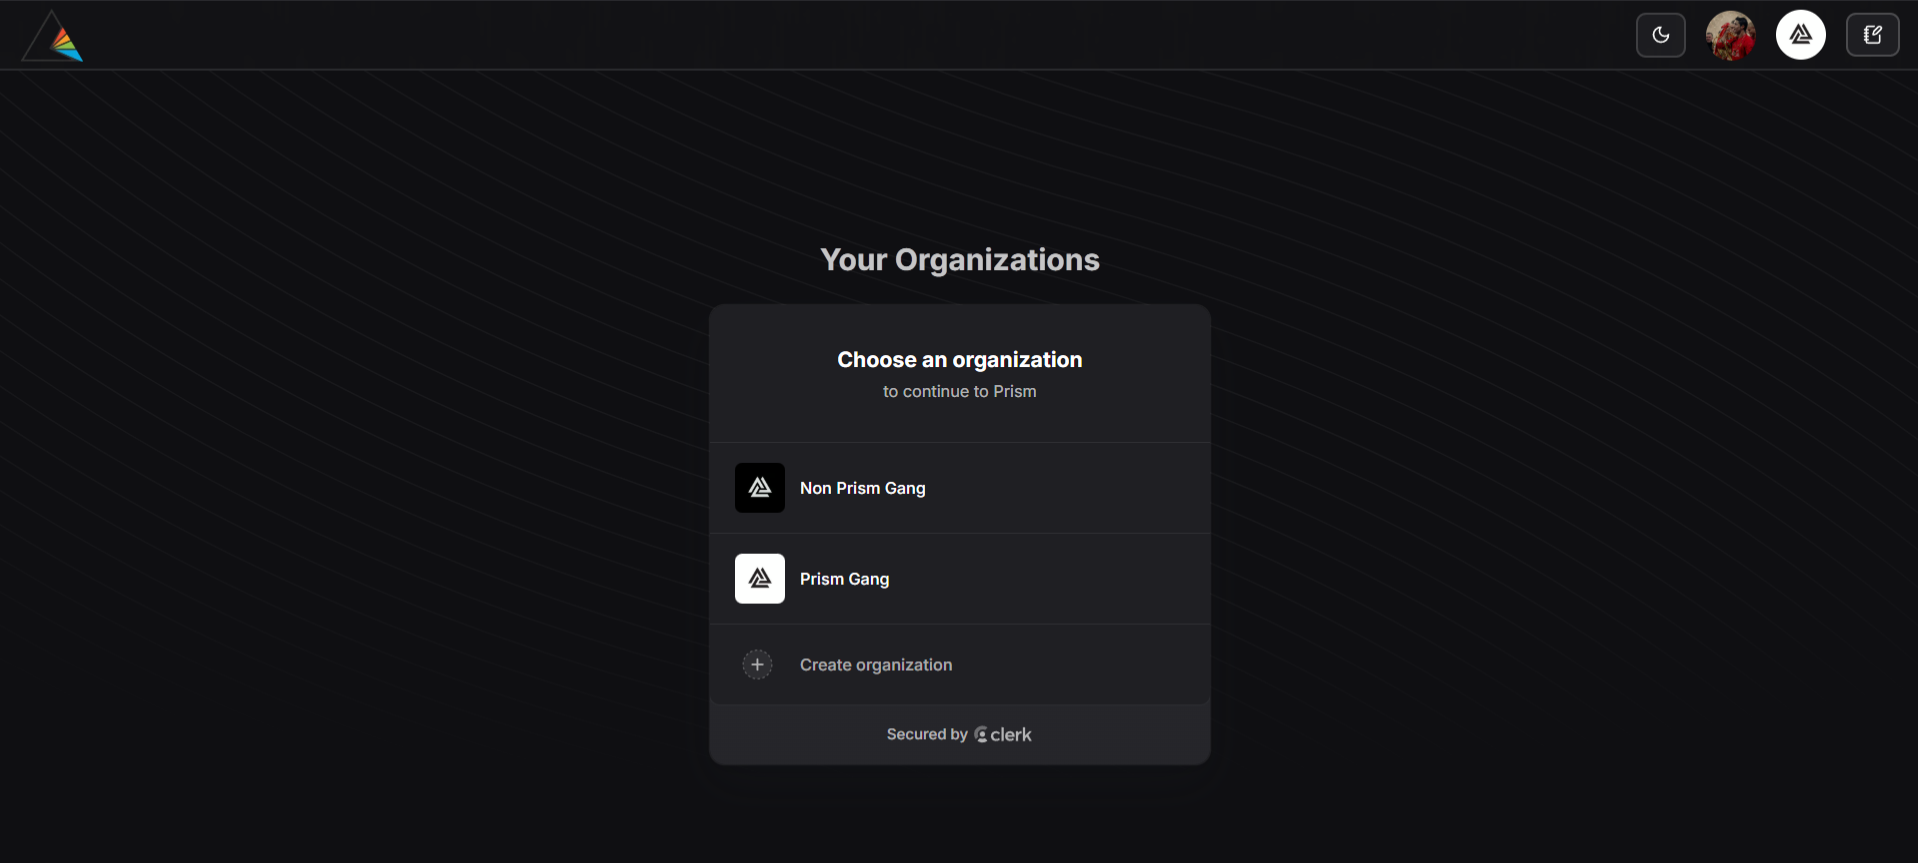 Your Organizations
Choose an organization
to continue to Prism
Non Prism Gang
Prism Gang
Create organization
Secured by clerk